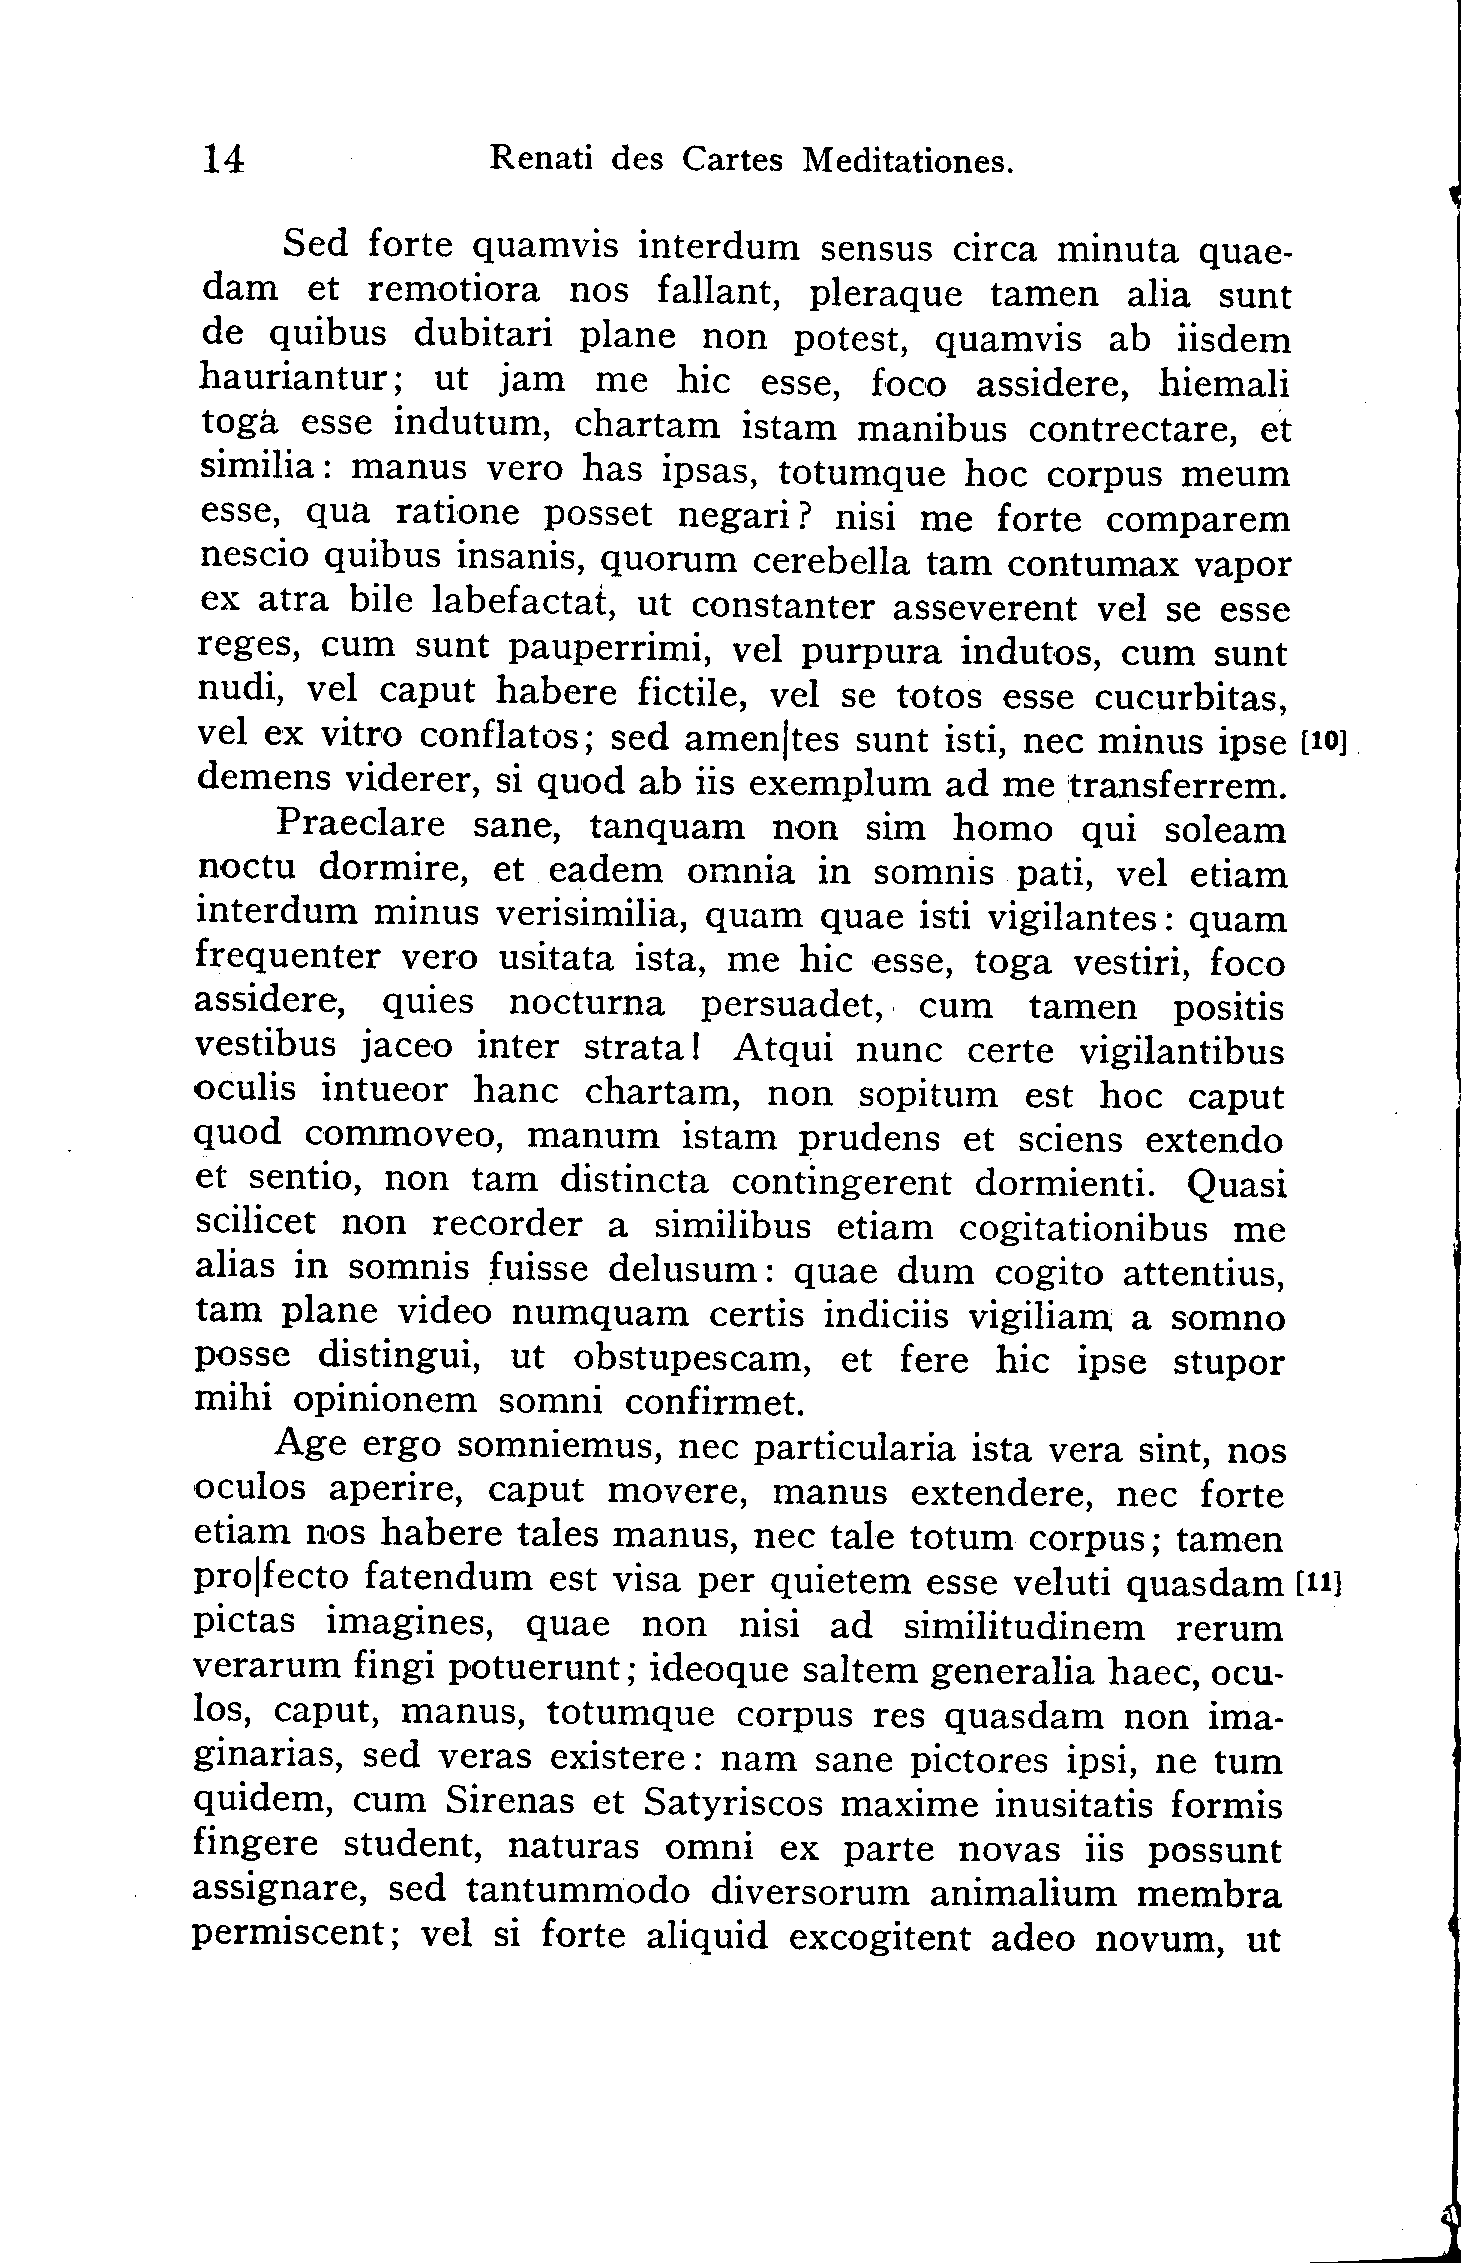 14 Renati des Cartes Meditationes.
Sed forte quamvis interdum sensus circa minuta quae-
dam et remotiora nos fallant, pleraque tamen alia sunt
de quibus dubitari plane non potest, quamvis ab iisdem
hauriantur; ut jam me hic esse, foco assidere, hiemali
togà esse indutum, chartam istam manibus contrectare, et
similia: manus vero has ipsas, totumque hoc corpus meum
esse, qua ratione posset negari? nisi me forte comparem
nescio quibus insanis, quorum cerebella tam contumax vapor
ex atra bile labefactat, ut constanter asseverent vel se esse
reges, cum sunt pauperrimi, vel purpura indutos, cum sunt
nudi, vel caput habere fictile, vel se totos esse cucurbitas,
vel ex vitro conflatos; sed amen|tes sunt isti, nec minus ipse [10]
demens viderer, si quod ab iis exemplum ad me transferrem.
Praeclare sane, tanquam non sim homo qui soleam
noctu dormire, et eadem omnia in somnis pati, vel etiam
interdum minus verisimilia, quam quae isti vigilantes: quam
frequenter vero usitata ista, me hic esse, toga vestiri, foco
assidere, quies nocturna persuadet, cum tamen positis
vestibus jaceo inter strata! Atqui nunc certe vigilantibus
oculis intueor hanc chartam, non sopitum est hoc caput
quod commoveo, manum istam prudens et sciens extendo
et sentio, non tam distincta contingerent dormienti. Quasi
scilicet non recorder a similibus etiam cogitationibus me
alias in somnis fuisse delusum: quae dum cogito attentius,
tam plane video numquam certis indiciis vigiliam a somno
posse distingui, ut obstupescam, et fere hic ipse stupor
mihi opinionem somni confirmet.
Age ergo somniemus, nec particularia ista vera sint, nos
oculos aperire, caput movere, manus extendere, nec forte
etiam nos habere tales manus, nec tale totum corpus; tamen
pro|fecto fatendum est visa per quietem esse veluti quasdam [11]
pictas imagines, quae non nisi ad similitudinem rerum
verarum fingi potuerunt; ideoque saltem generalia haec, ocu-
los, caput, manus, totumque corpus res quasdam non ima-
ginarias, sed veras existere: nam sane pictores ipsi, ne tum
quidem, cum Sirenas et Satyriscos maxime inusitatis formis
fingere student, naturas omni ex parte novas iis possunt
assignare, sed tantummodo diversorum animalium membra
permiscent; vel si forte aliquid excogitent adeo novum, ut